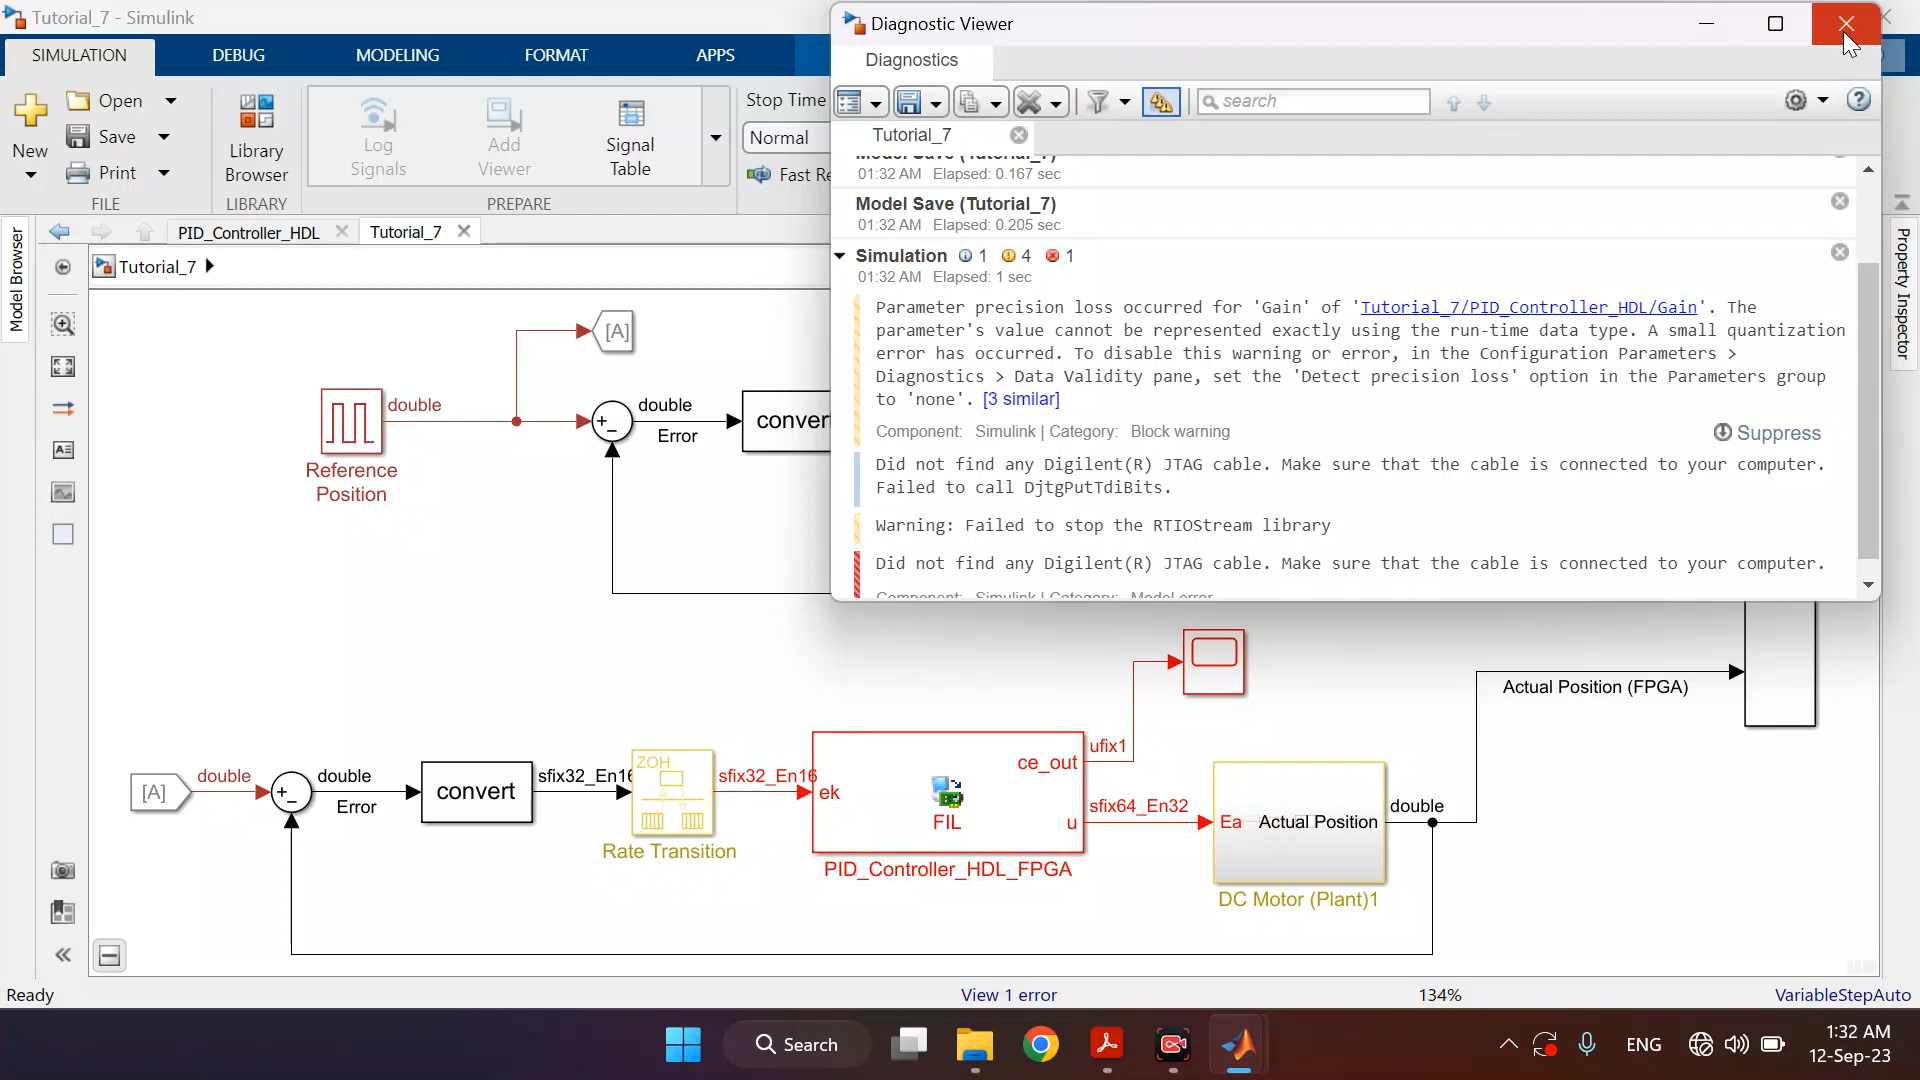 Tutorial_7 - Simulink
SIMULATION
DEBUG
MODELING
FORMAT
APPS
New
Open
Save
Print
FILE
Library
Browser
LIBRARY
Log
Signals
Add
Viewer
Signal
Table
PREPARE
Stop Time
Normal
Fast Re
Model Browser
PID_Controller_HDL
Tutorial_7
Tutorial_7
Property Inspector
Diagnostic Viewer
Diagnostics
search
Tutorial_7
Model Save (Tutorial_7)
01:32 AM Elapsed: 0.167 sec
Model Save (Tutorial_7)
01:32 AM Elapsed: 0.205 sec
Simulation 1 4 1
01:32 AM Elapsed: 1 sec
Parameter precision loss occurred for 'Gain' of 'Tutorial_7/PID_Controller_HDL/Gain'. The
parameter's value cannot be represented exactly using the run-time data type. A small quantization
error has occurred. To disable this warning or error, in the Configuration Parameters >
Diagnostics > Data Validity pane, set the 'Detect precision loss' option in the Parameters group
to 'none'. [3 similar]
Component: Simulink | Category: Block warning
Suppress
Did not find any Digilent(R) JTAG cable. Make sure that the cable is connected to your computer.
Failed to call DjtgPutTdiBits.
Warning: Failed to stop the RTIOStream library
Did not find any Digilent(R) JTAG cable. Make sure that the cable is connected to your computer.
Component: Simulink | Category: Model error
[A]
double
Reference
Position
double
Error
convert
[A]
double
double
Error
convert
sfix32_En16
ZOH
Rate Transition
sfix32_En16
ek
FIL
ce_out
u
PID_Controller_HDL_FPGA
ufix1
sfix64_En32
Ea
Actual Position
DC Motor (Plant)1
double
Actual Position (FPGA)
Ready
View 1 error
134%
VariableStepAuto
Search
ENG
1:32 AM
12-Sep-23